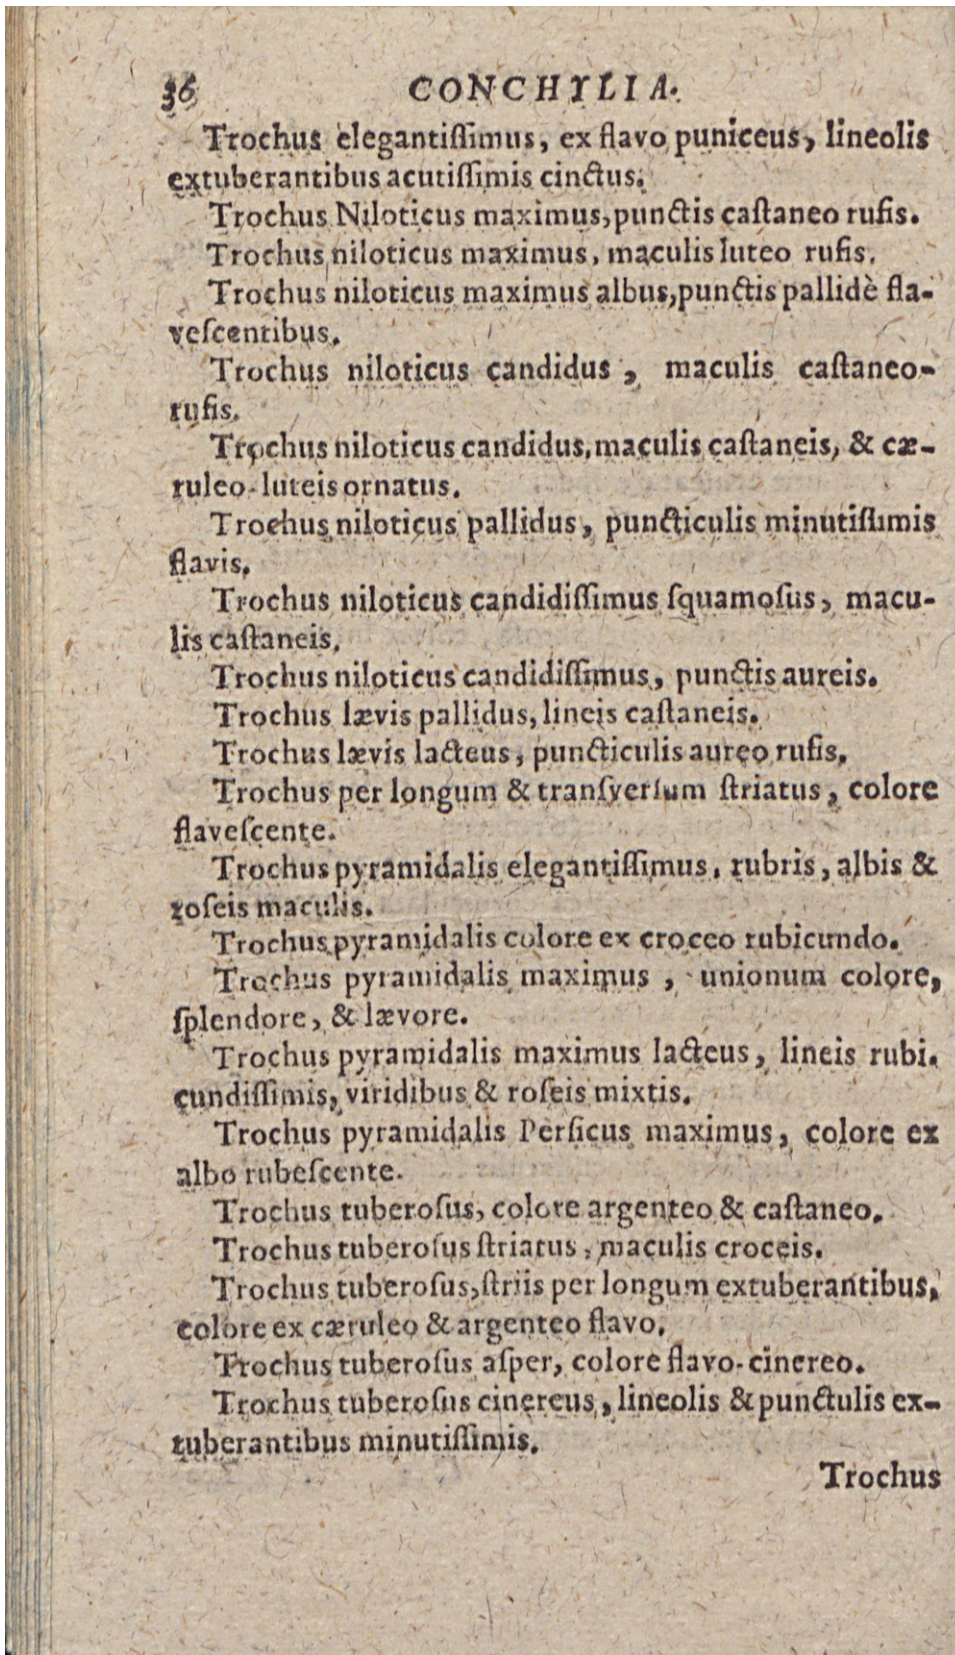 36 CONCHYLIA.
Trochus elegantiſſimus, ex flavo puniceus, lineolis
extuberantibus acutiſſimis cinctus.
Trochus Niloticus maximus, punctis caſtaneo rufis.
Trochus niloticus maximus, maculis luteo rufis.
Trochus niloticus maximus albus, punctis pallidè fla-
veſcentibus.
Trochus niloticus candidus, maculis caſtaneo-
rufis.
Trochus niloticus candidus, maculis caſtaneis, & cæ-
ruleo-luteis ornatus.
Trochus niloticus pallidus, puncticulis minutiſſimis
flavis.
Trochus niloticus candidiſſimus ſquamoſus, macu-
lis caſtaneis.
Trochus niloticus candidiſſimus, punctis aureis.
Trochus lævis pallidus, lineis caſtaneis.
Trochus lævis lacteus, puncticulis aureo rufis.
Trochus per longum & tranſverſum ſtriatus, colore
flaveſcente.
Trochus pyramidalis elegantiſſimus, rubris, albis &
roſeis maculis.
Trochus pyramidalis colore ex croceo rubicundo.
Trochus pyramidalis maximus, unionum colore,
ſplendore, & lævore.
Trochus pyramidalis maximus lacteus, lineis rubi-
cundiſſimis, viridibus & roſeis mixtis.
Trochus pyramidalis Perſicus maximus, colore ex
albo rubeſcente.
Trochus tuberoſus, colore argenteo & caſtaneo.
Trochus tuberoſus ſtriatus, maculis croceis.
Trochus tuberoſus, ſtriis per longum extuberantibus,
colore ex cæruleo & argenteo flavo.
Trochus tuberoſus aſper, colore flavo-cinereo.
Trochus tuberoſus cinereus, lineolis & punctulis ex-
tuberantibus minutiſſimis.
Trochus